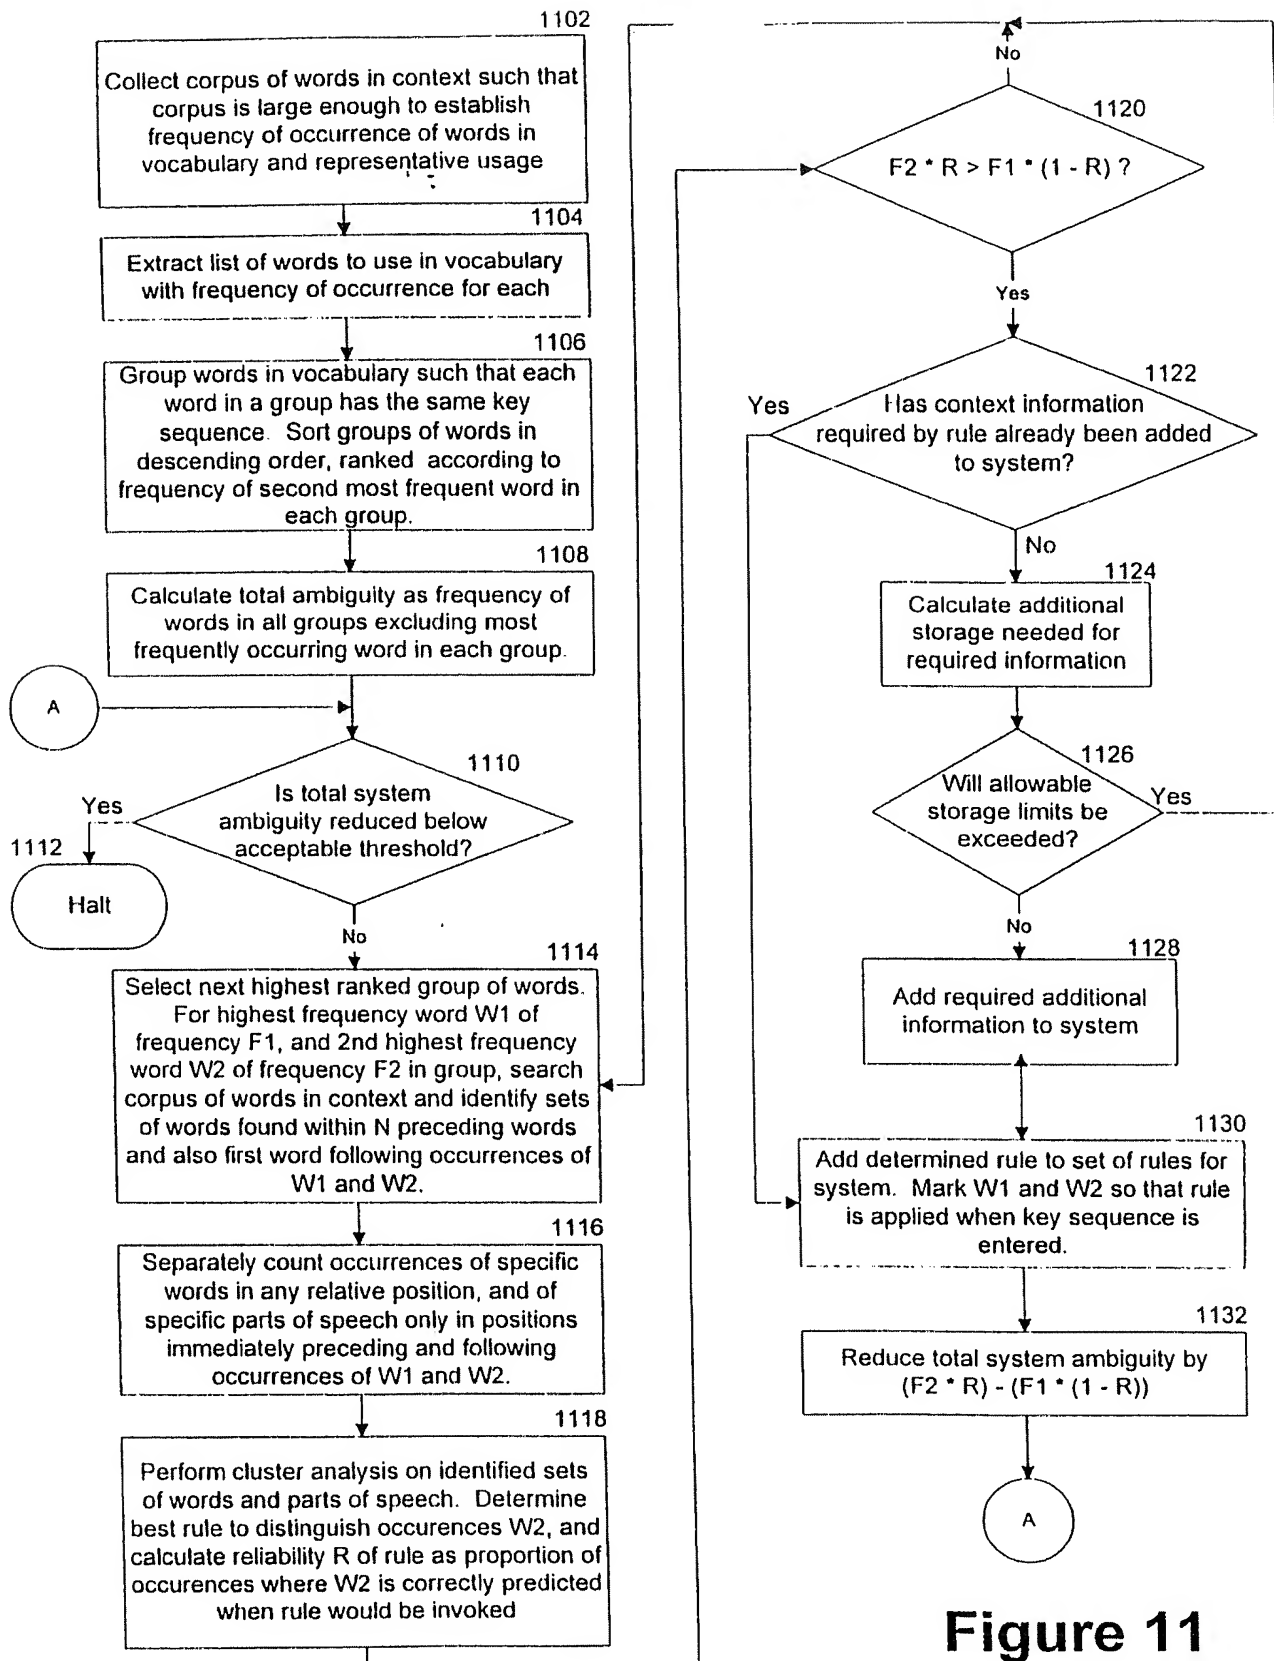 1102
Collect corpus of words in context such that
corpus is large enough to establish
frequency of occurrence of words in
vocabulary and representative usage
1104
Extract list of words to use in vocabulary
with frequency of occurrence for each
1106
Group words in vocabulary such that each
word in a group has the same key
sequence. Sort groups of words in
descending order, ranked according to
frequency of second most frequent word in
each group.
1108
Calculate total ambiguity as frequency of
words in all groups excluding most
frequently occurring word in each group.
A
1110
Is total system
ambiguity reduced below
acceptable threshold?
Yes
1112
Halt
No
1114
Select next highest ranked group of words.
For highest frequency word W1 of
frequency F1, and 2nd highest frequency
word W2 of frequency F2 in group, search
corpus of words in context and identify sets
of words found within N preceding words
and also first word following occurrences of
W1 and W2.
1116
Separately count occurrences of specific
words in any relative position, and of
specific parts of speech only in positions
immediately preceding and following
occurrences of W1 and W2.
1118
Perform cluster analysis on identified sets
of words and parts of speech. Determine
best rule to distinguish occurences W2, and
calculate reliability R of rule as proportion of
occurences where W2 is correctly predicted
when rule would be invoked
No
1120
F2 * R > F1 * (1 - R) ?
Yes
1122
Yes
Has context information
required by rule already been added
to system?
No
1124
Calculate additional
storage needed for
required information
1126
Will allowable
storage limits be
exceeded?
Yes
No
1128
Add required additional
information to system
1130
Add determined rule to set of rules for
system. Mark W1 and W2 so that rule
is applied when key sequence is
entered.
1132
Reduce total system ambiguity by
(F2 * R) - (F1 * (1 - R))
A
Figure 11